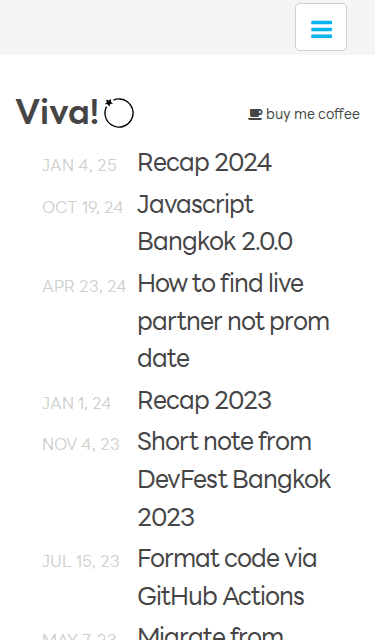 Viva!
buy me coffee
JAN 4, 25 Recap 2024
OCT 19, 24 Javascript
Bangkok 2.0.0
APR 23, 24 How to find live
partner not prom
date
JAN 1, 24 Recap 2023
NOV 4, 23 Short note from
DevFest Bangkok
2023
JUL 15, 23 Format code via
GitHub Actions
MAY 7, 23 Migrate from